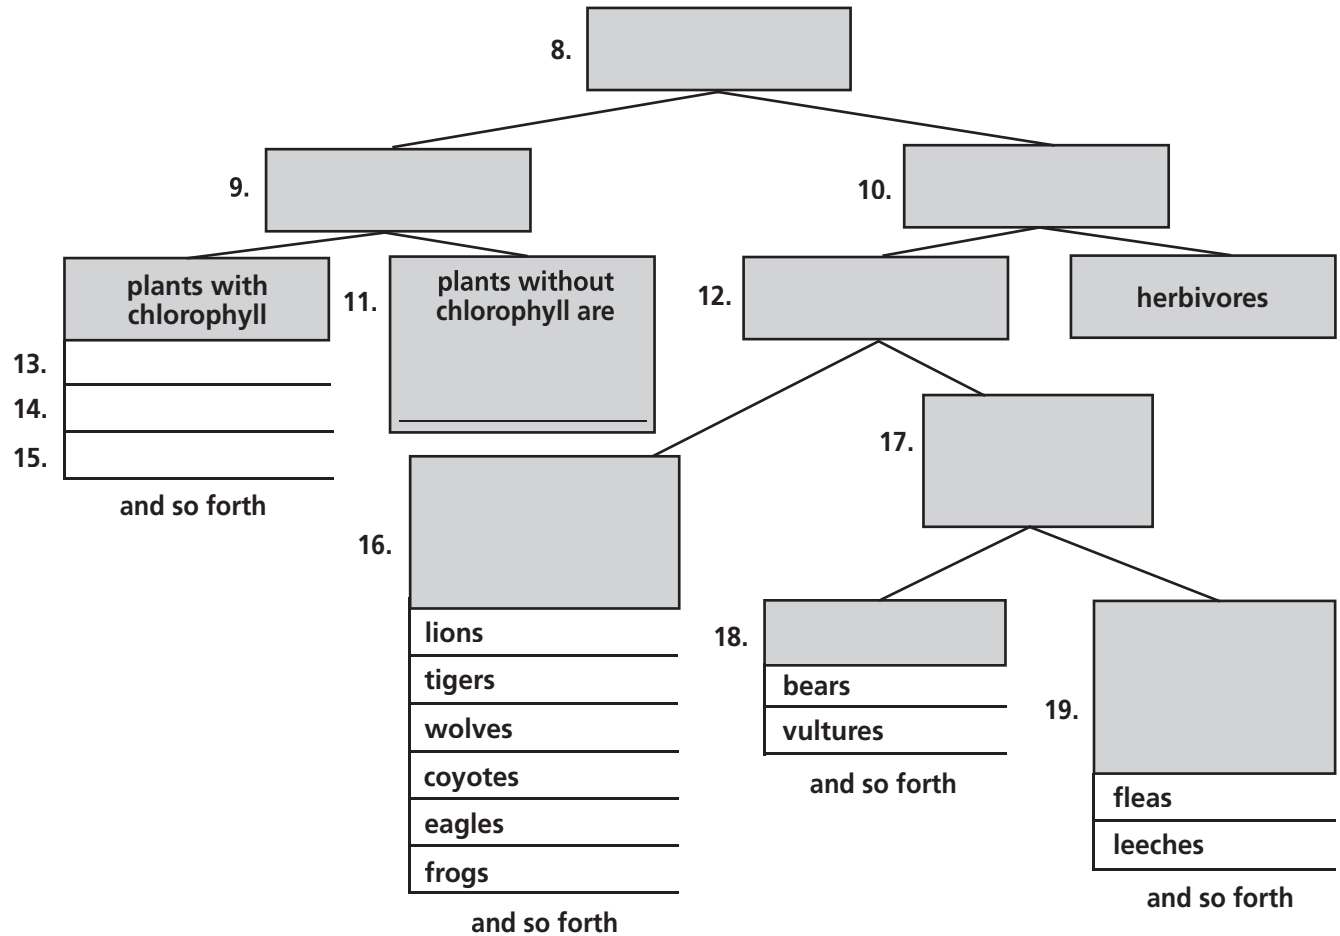 8.
9.
10.
plants with
chlorophyll
11.
plants without
chlorophyll are
12.
herbivores
13.
14.
15.
and so forth
16.
lions
tigers
wolves
coyotes
eagles
frogs
and so forth
17.
18.
bears
vultures
and so forth
19.
fleas
leeches
and so forth